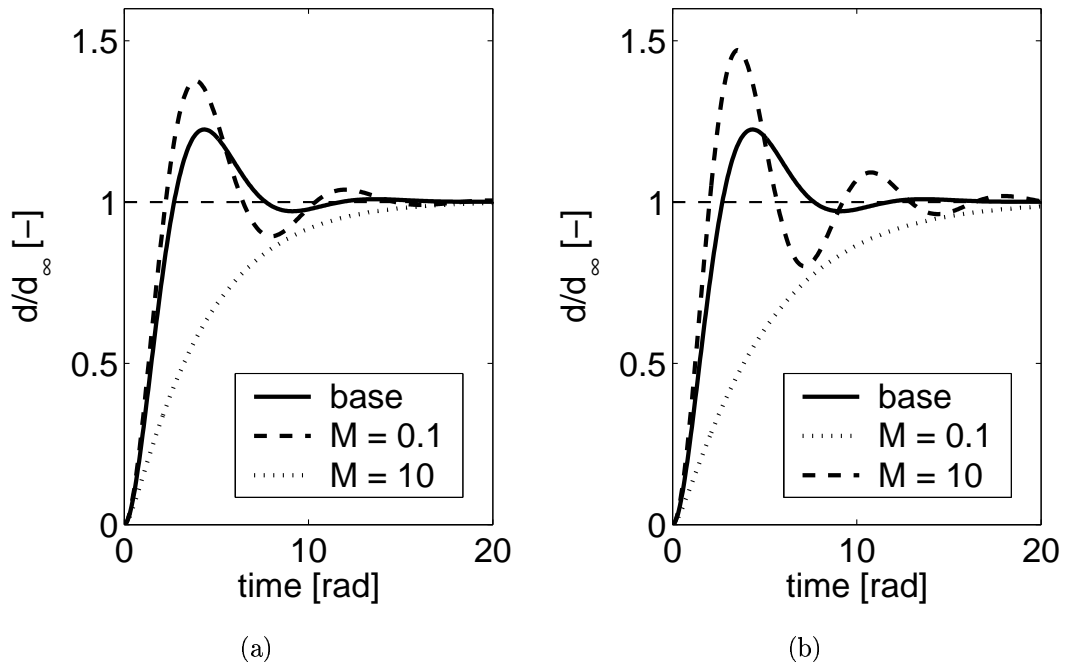 1.5
1
0.5
0
d/d∞ [−]
base
M = 0.1
M = 10
0 10 20
time [rad]
(a)
1.5
1
0.5
0
d/d∞ [−]
base
M = 0.1
M = 10
0 10 20
time [rad]
(b)